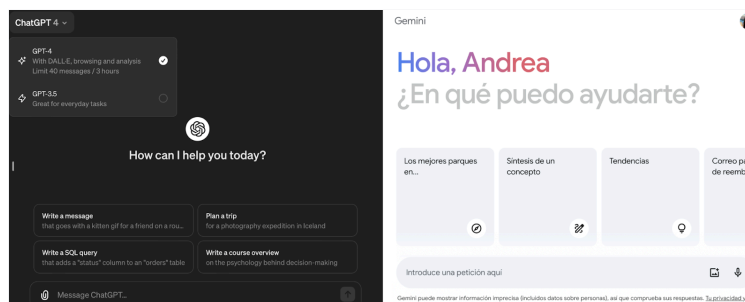 ChatGPT 4
GPT-4
With DALL·E, browsing and analysis
Limit 40 messages / 3 hours
GPT-3.5
Great for everyday tasks
How can I help you today?
Write a message
that goes with a kitten gif for a friend on a rou...
Plan a trip
for a photography expedition in Iceland
Write a SQL query
that adds a "status" column to an "orders" table
Write a course overview
on the psychology behind decision-making
Message ChatGPT...
Gemini
Hola, Andrea
¿En qué puedo ayudarte?
Los mejores parques
en...
Síntesis de un
concepto
Tendencias
Correo pa
de reemb
Introduce una petición aquí
Gemini puede mostrar información imprecisa (incluidos datos sobre personas), así que comprueba sus respuestas. Tu privacidad y